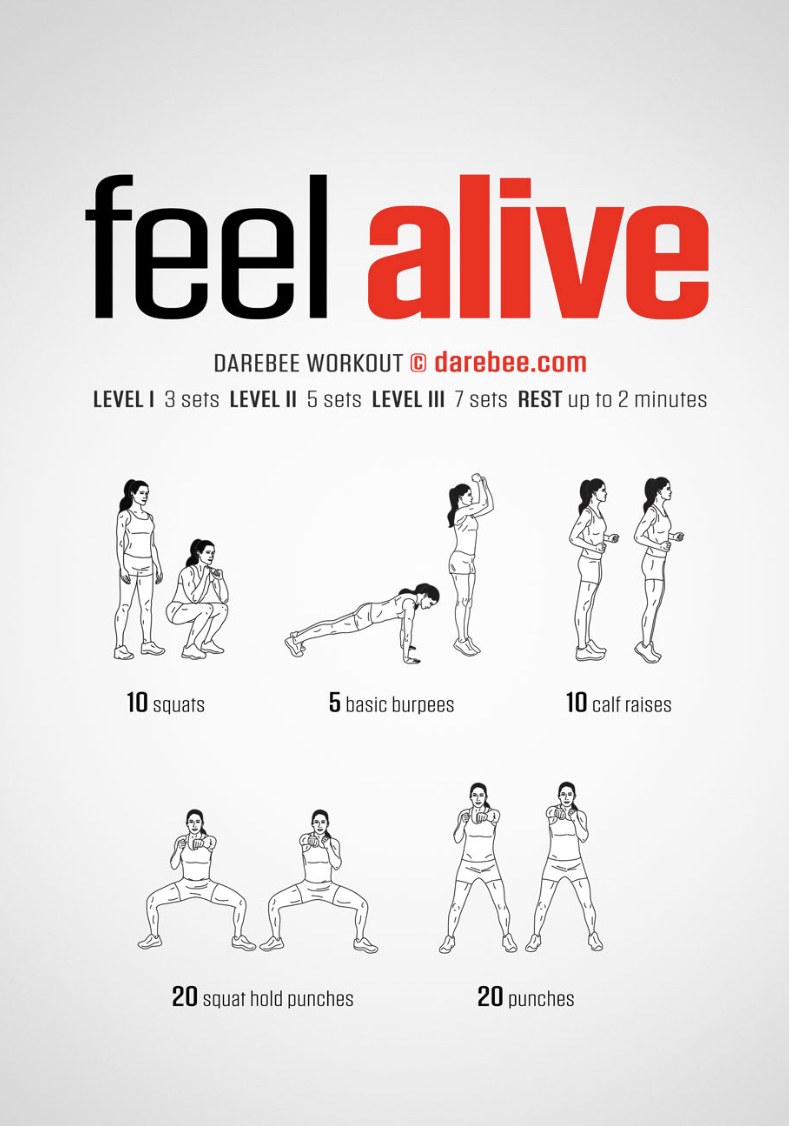 feel alive
DAREBEE WORKOUT © darebee.com
LEVEL I 3 sets LEVEL II 5 sets LEVEL III 7 sets REST up to 2 minutes
10 squats
5 basic burpees
10 calf raises
20 squat hold punches
20 punches